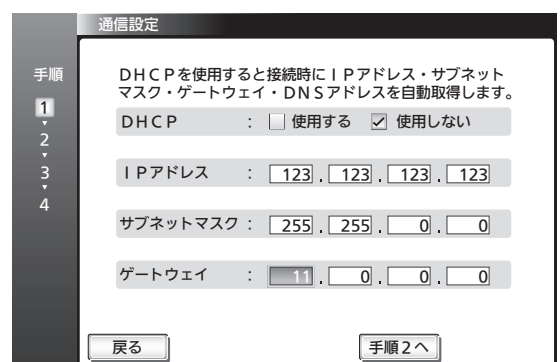 通信設定
手順
1
2
3
4
DHCPを使用すると接続時にIPアドレス・サブネット
マスク・ゲートウェイ・DNSアドレスを自動取得します。
DHCP : 使用する 使用しない
IPアドレス : 123 . 123 . 123 . 123
サブネットマスク : 255 . 255 . 0 . 0
ゲートウェイ : 11 . 0 . 0 . 0
戻る 手順2へ